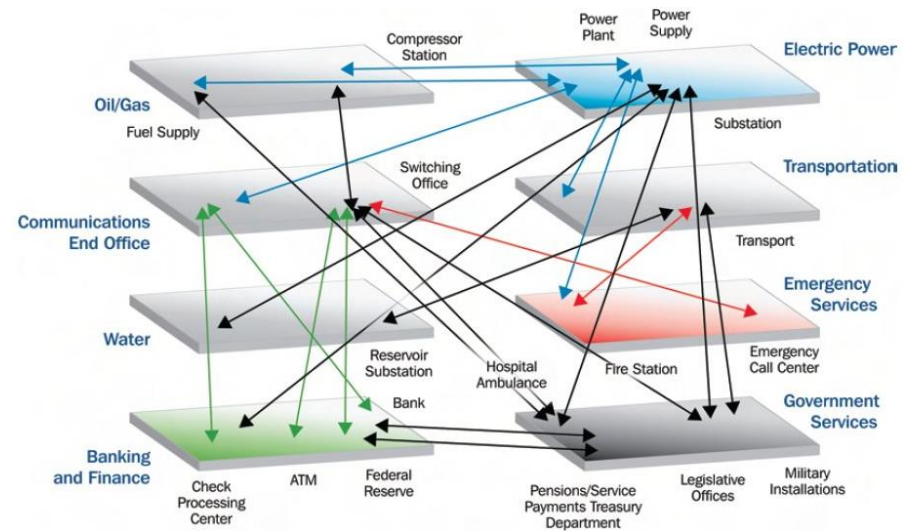 Power
Plant
Power
Supply
Compressor
Station
Electric Power
Oil/Gas
Fuel Supply
Substation
Switching
Office
Transportation
Communications
End Office
Transport
Emergency
Services
Water
Reservoir
Substation
Hospital
Ambulance
Fire Station
Emergency
Call Center
Bank
Government
Services
Banking
and Finance
Check
Processing
Center
ATM
Federal
Reserve
Pensions/Service
Payments Treasury
Department
Legislative
Offices
Military
Installations